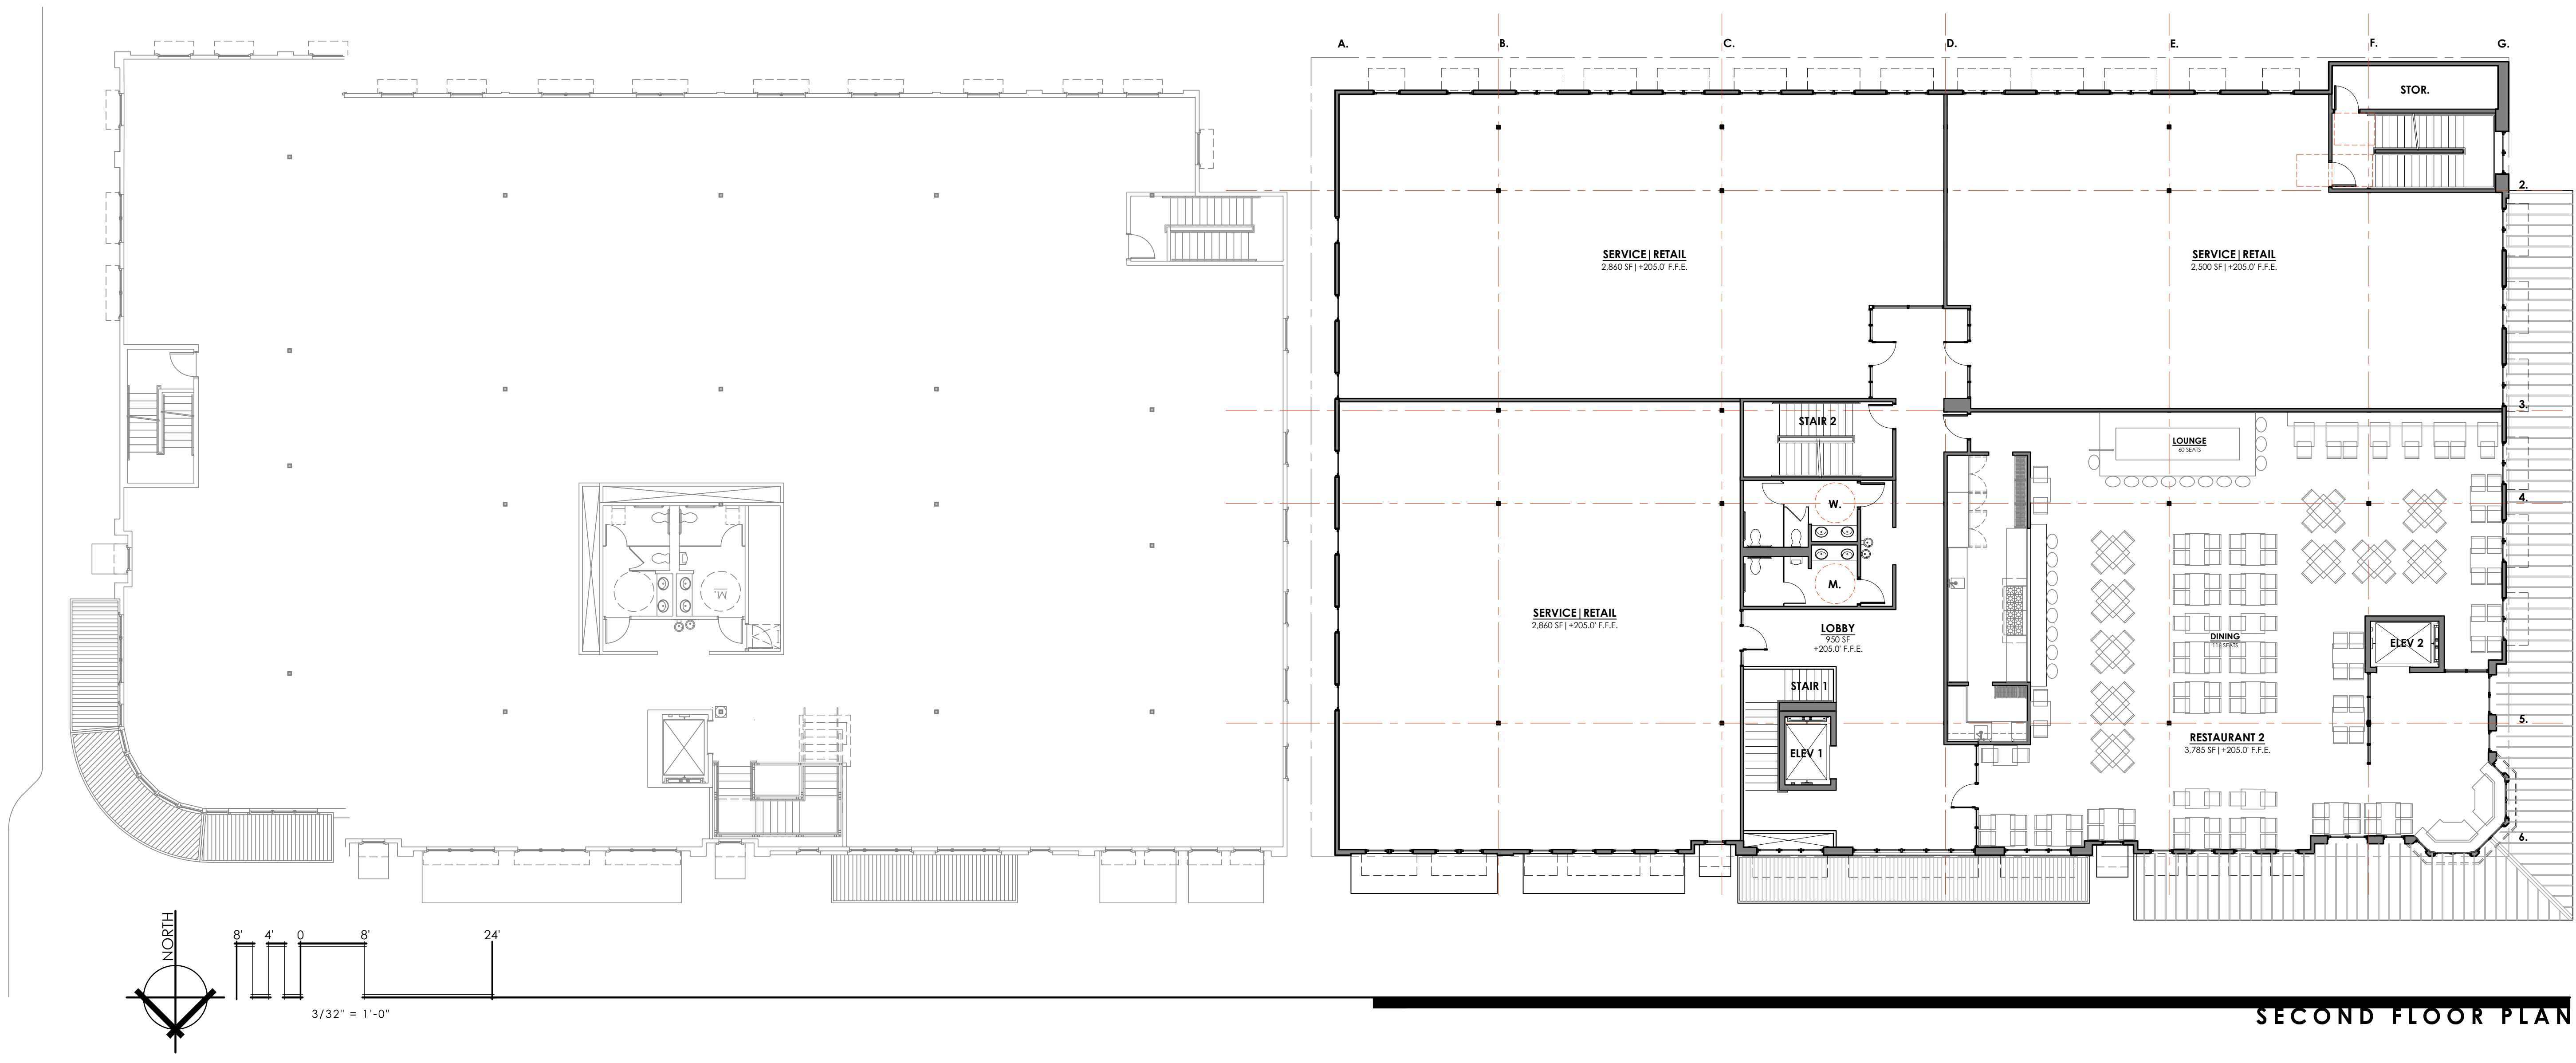 A.
B.
C.
D.
E.
F.
G.
STOR.
2.
SERVICE|RETAIL
2,860 SF|+205.0' F.F.E.
SERVICE|RETAIL
2,500 SF|+205.0' F.F.E.
3.
STAIR 2
LOUNGE
60 SEATS
4.
W.
M.
M.
SERVICE|RETAIL
2,860 SF|+205.0' F.F.E.
LOBBY
950 SF
+205.0' F.F.E.
DINING
SEATS
ELEV 2
STAIR 1
5.
ELEV 1
RESTAURANT 2
3,785 SF|+205.0' F.F.E.
6.
NORTH
8' 4' 0 8' 24'
3/32" = 1'-0"
SECOND FLOOR PLAN